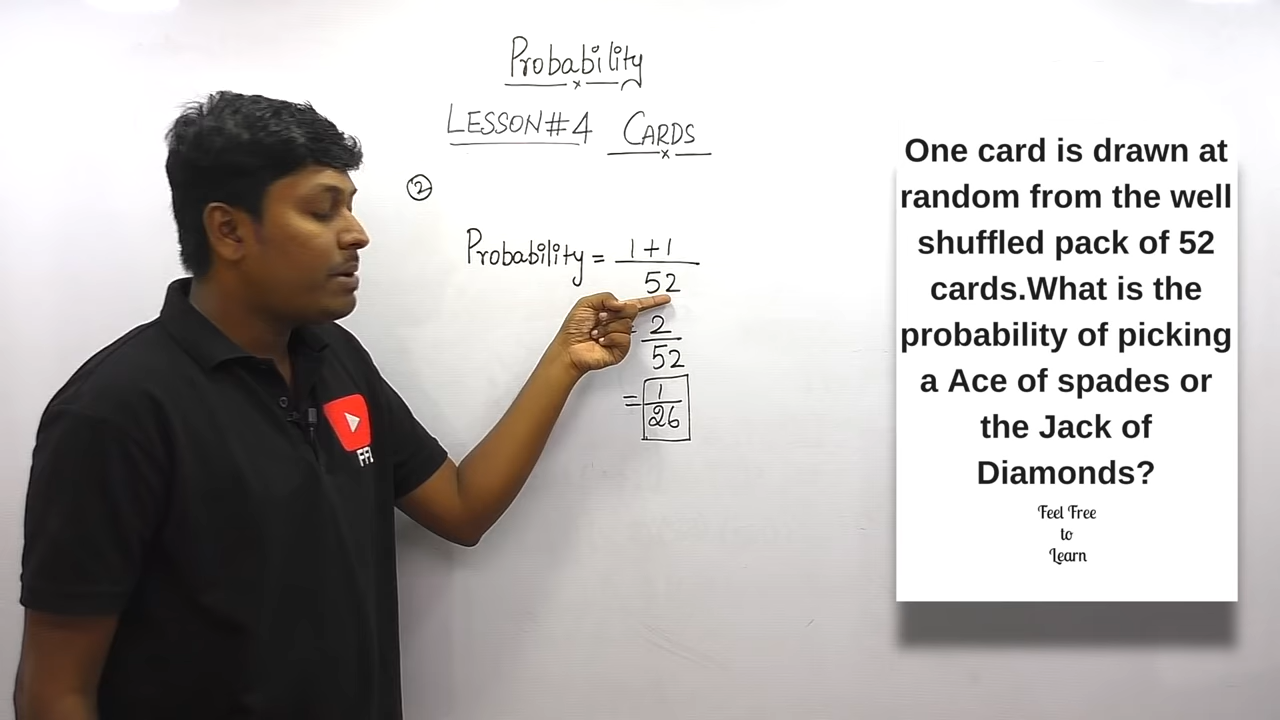 Probability
LESSON#4 CARDS
②
Probability = 1+1
52
= 2
52
= 1
26
FFL
One card is drawn at
random from the well
shuffled pack of 52
cards.What is the
probability of picking
a Ace of spades or
the Jack of
Diamonds?
Feel Free
to
Learn